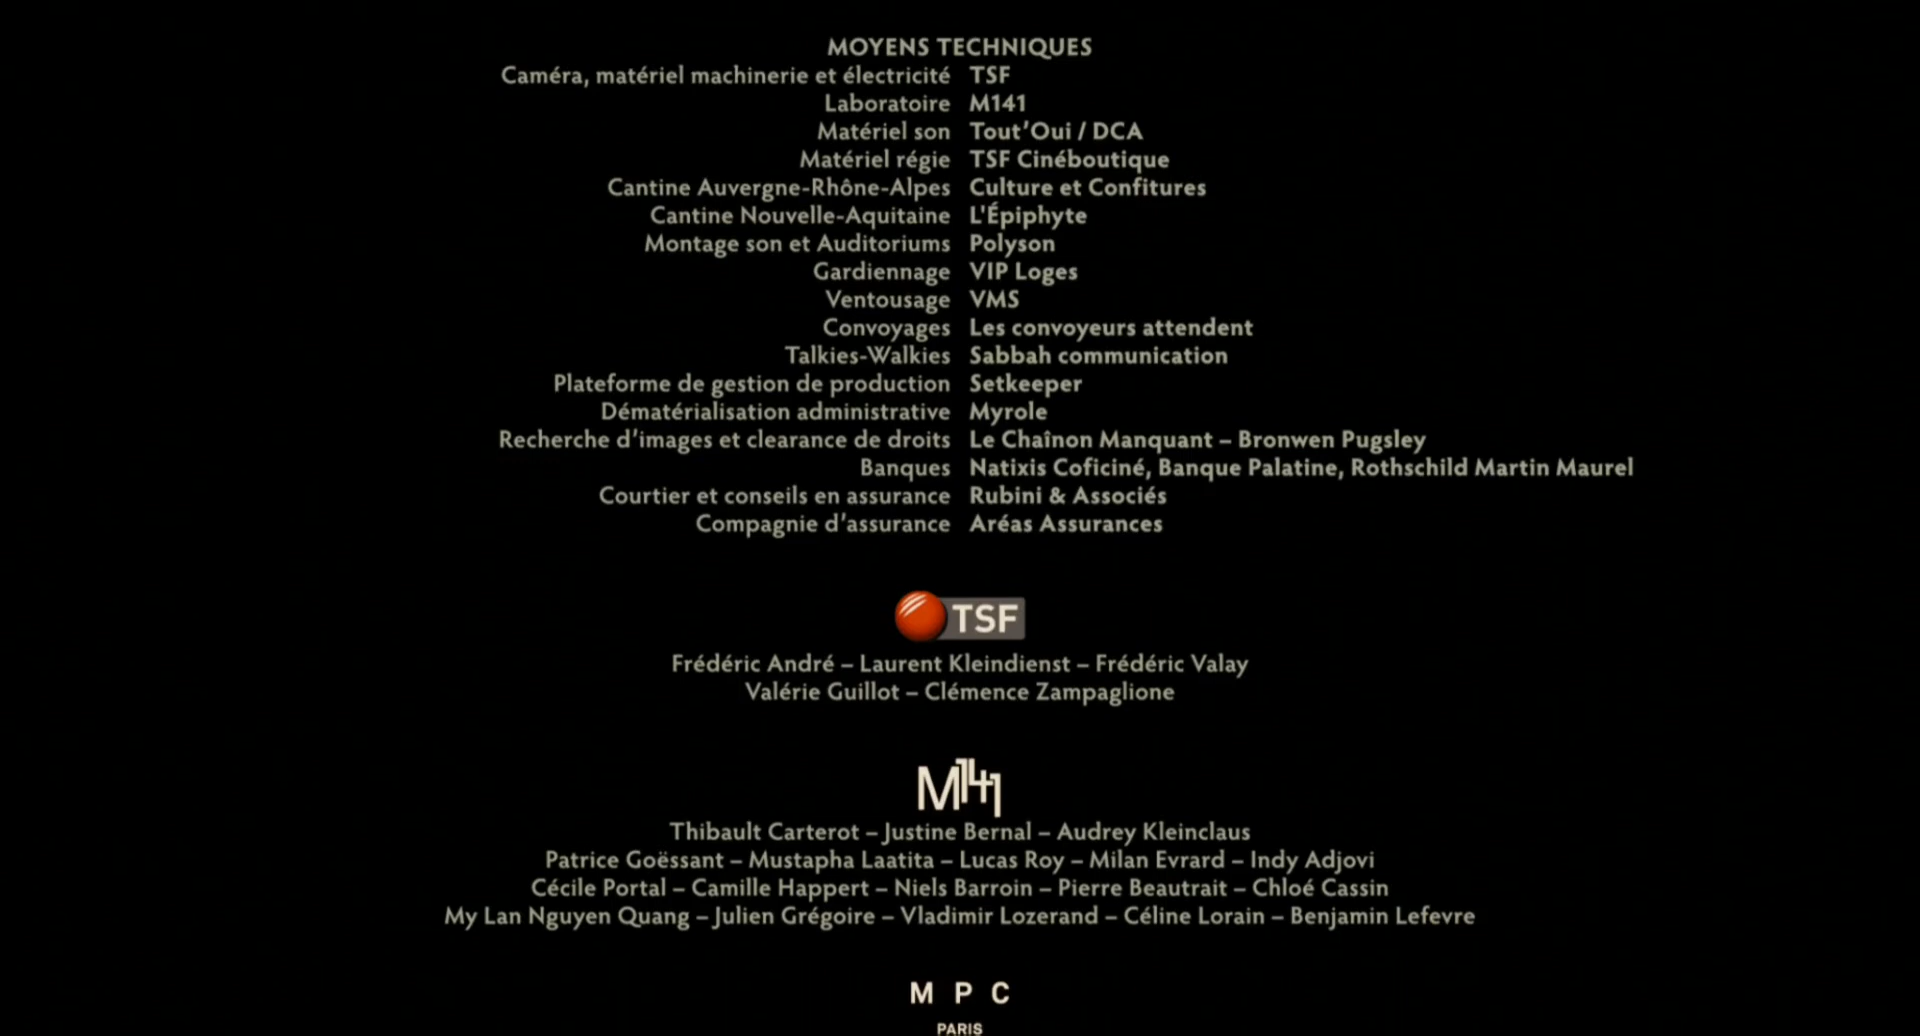 MOYENS TECHNIQUES
Caméra, matériel machinerie et électricité TSF
Laboratoire M141
Matériel son Tout'Oui / DCA
Matériel régie TSF Cinéboutique
Cantine Auvergne-Rhône-Alpes Culture et Confitures
Cantine Nouvelle-Aquitaine L'Épiphyte
Montage son et Auditoriums Polyson
Gardiennage VIP Loges
Ventousage VMS
Convoyages Les convoyeurs attendent
Talkies-Walkies Sabbah communication
Plateforme de gestion de production Setkeeper
Dématérialisation administrative Myrole
Recherche d'images et clearance de droits Le Chaînon Manquant – Bronwen Pugsley
Banques Natixis Coficiné, Banque Palatine, Rothschild Martin Maurel
Courtier et conseils en assurance Rubini & Associés
Compagnie d'assurance Aréas Assurances
TSF
Frédéric André – Laurent Kleindienst – Frédéric Valay
Valérie Guillot – Clémence Zampaglione
M141
Thibault Carterot – Justine Bernal – Audrey Kleinclaus
Patrice Goëssant – Mustapha Laatita – Lucas Roy – Milan Evrard – Indy Adjovi
Cécile Portal – Camille Happert – Niels Barroin – Pierre Beautrait – Chloé Cassin
My Lan Nguyen Quang – Julien Grégoire – Vladimir Lozerand – Céline Lorain – Benjamin Lefevre
M P C
PARIS